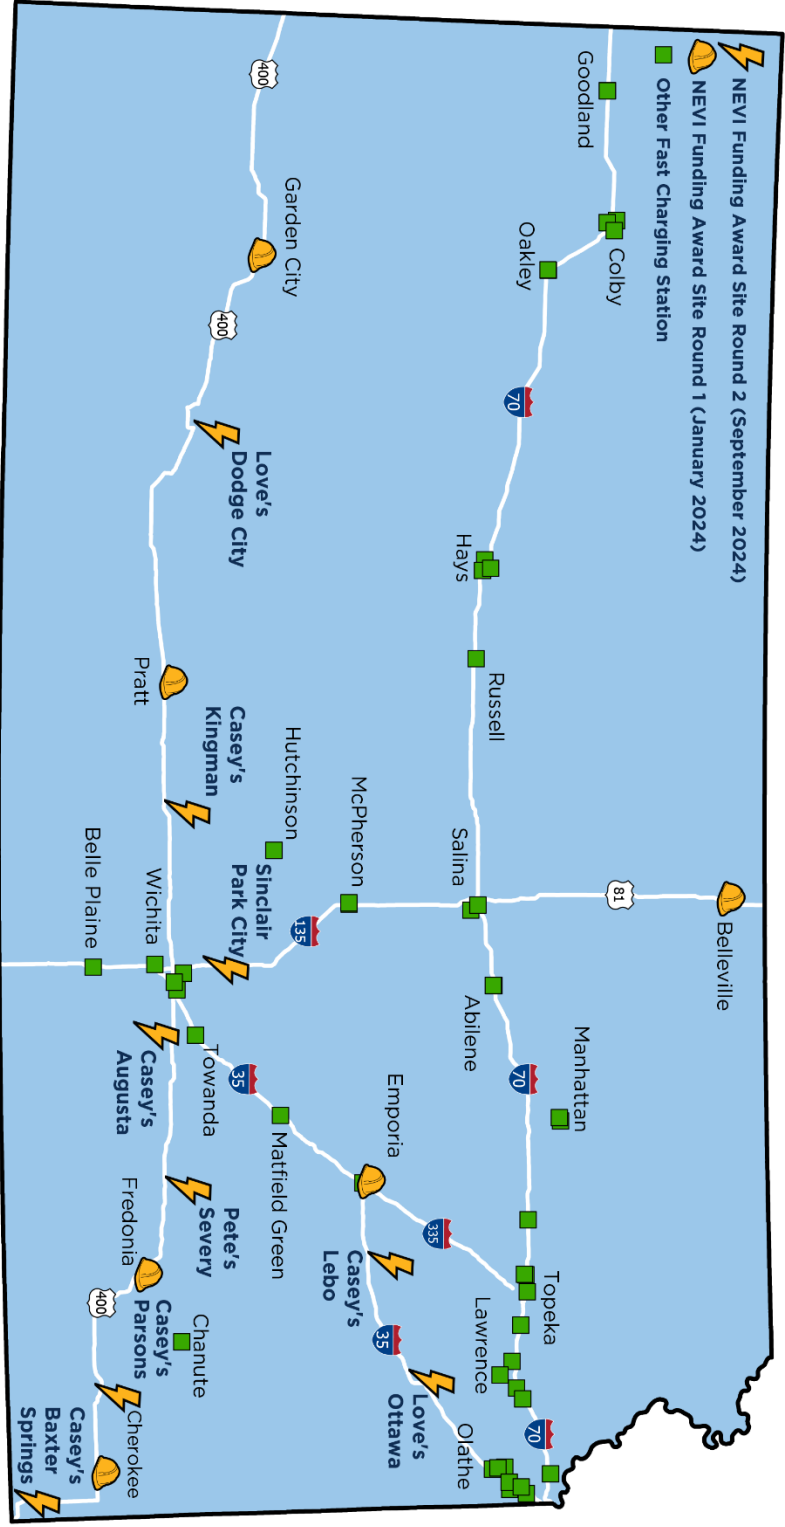 NEVI Funding Award Site Round 2 (September 2024)
NEVI Funding Award Site Round 1 (January 2024)
Other Fast Charging Station
Goodland
Colby
Oakley
70
Hays
Russell
Salina
81
Belleville
Abilene
Manhattan
70
Topeka
Lawrence
70
Olathe
400
Garden City
400
Love's
Dodge City
Pratt
Casey's
Kingman
Hutchinson
McPherson
135
Sinclair
Park City
Wichita
Belle Plaine
Towanda
35
Matfield Green
Emporia
335
Casey's
Lebo
35
Love's
Ottawa
Casey's
Augusta
Pete's
Severy
Fredonia
400
Chanute
Casey's
Parsons
Cherokee
Casey's
Baxter
Springs